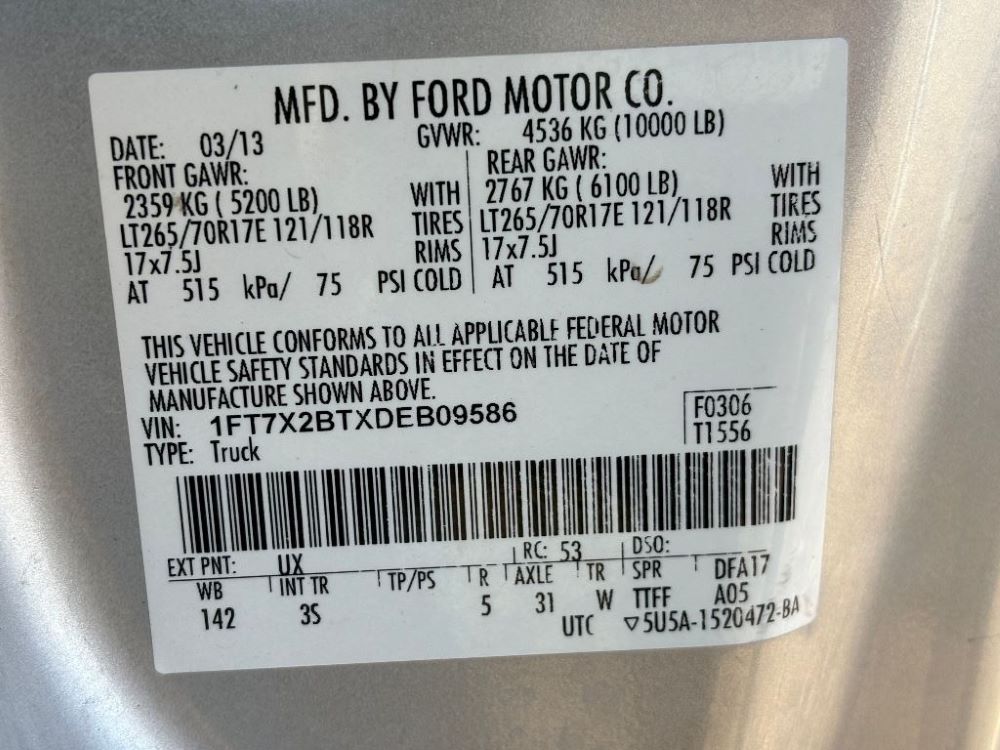 MFD. BY FORD MOTOR CO.
DATE: 03/13 GVWR: 4536 KG (10000 LB)
FRONT GAWR: REAR GAWR:
2359 KG ( 5200 LB) WITH 2767 KG ( 6100 LB) WITH
LT265/70R17E 121/118R TIRES LT265/70R17E 121/118R TIRES
17x7.5J RIMS 17x7.5J RIMS
AT 515 kPa/ 75 PSI COLD AT 515 kPa/ 75 PSI COLD
THIS VEHICLE CONFORMS TO ALL APPLICABLE FEDERAL MOTOR
VEHICLE SAFETY STANDARDS IN EFFECT ON THE DATE OF
MANUFACTURE SHOWN ABOVE.
VIN: 1FT7X2BTXDEB09586 F0306
TYPE: Truck T1556
EXT PNT: UX RC: 53 DSO:
WB INT TR TP/PS R AXLE TR SPR DFA17
142 3S 5 31 W TTFF A05
UTC ▽5U5A-1520472-BA